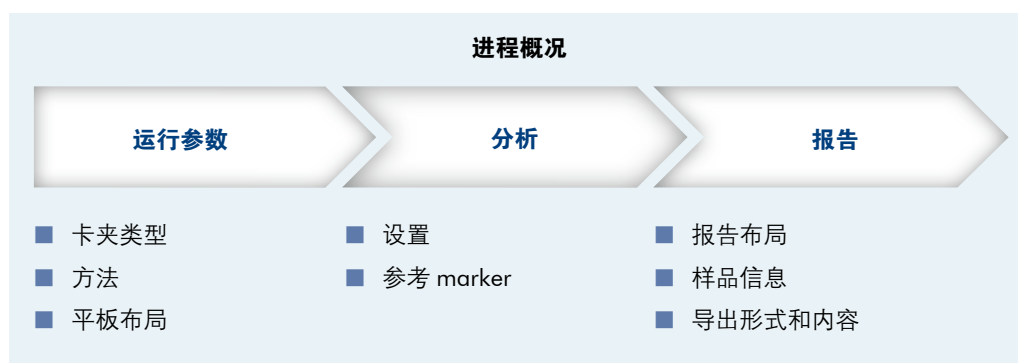 进程概况
运行参数
分析
报告
卡夹类型
方法
平板布局
设置
参考 marker
报告布局
样品信息
导出形式和内容